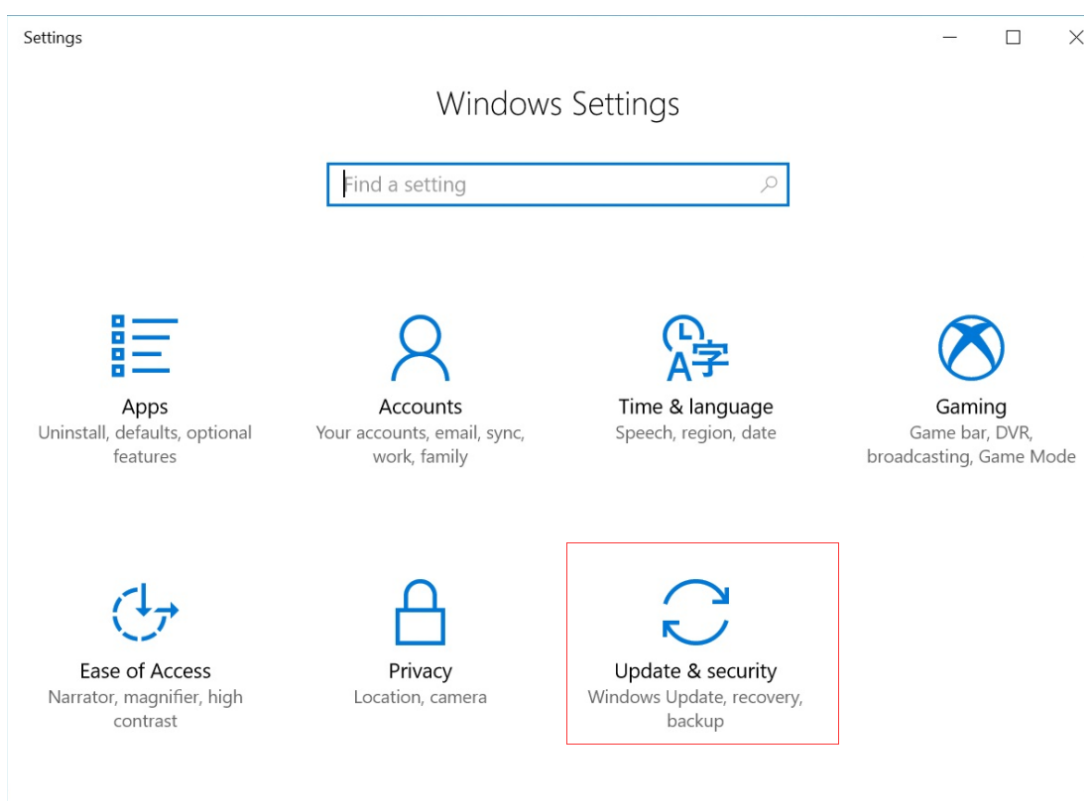 Settings
Windows Settings
Find a setting
Apps
Uninstall, defaults, optional
features
Accounts
Your accounts, email, sync,
work, family
Time & language
Speech, region, date
Gaming
Game bar, DVR,
broadcasting, Game Mode
Ease of Access
Narrator, magnifier, high
contrast
Privacy
Location, camera
Update & security
Windows Update, recovery,
backup